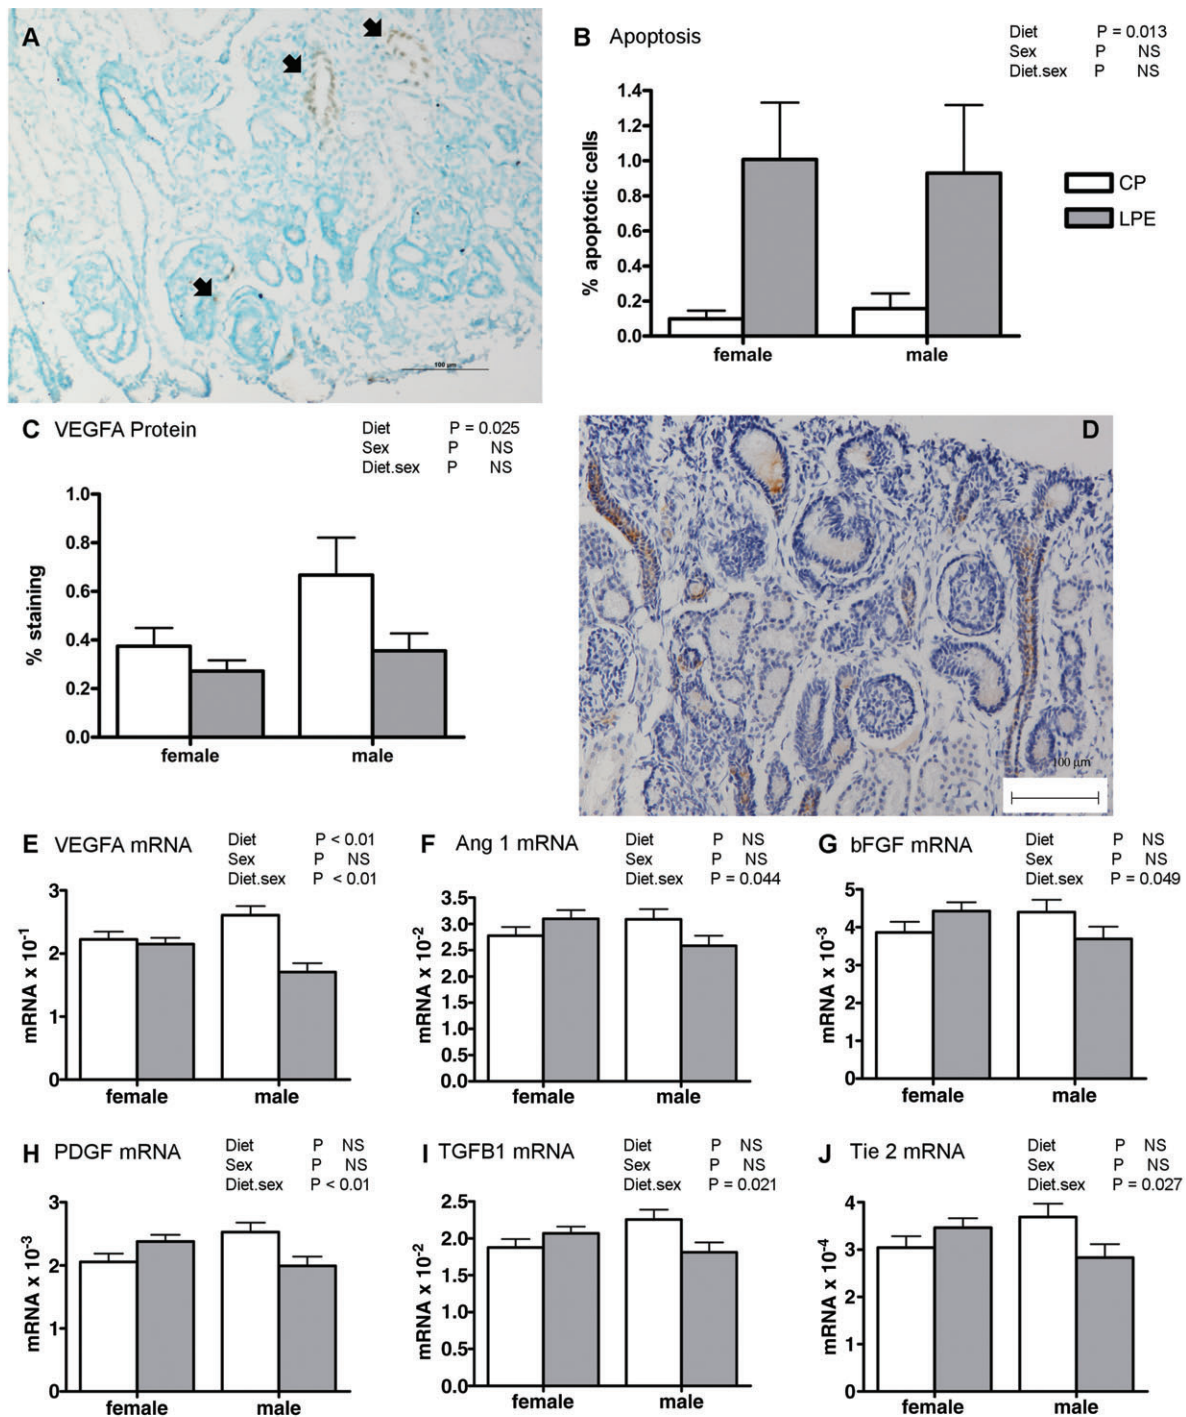 A
100 µm
B Apoptosis
Diet P = 0.013
Sex P NS
Diet.sex P NS
% apoptotic cells
1.4
1.2
1.0
0.8
0.6
0.4
0.2
0.0
female male
CP
LPE
C VEGFA Protein
Diet P = 0.025
Sex P NS
Diet.sex P NS
% staining
1.0
0.8
0.6
0.4
0.2
0.0
female male
D
100 µm
E VEGFA mRNA
Diet P < 0.01
Sex P NS
Diet.sex P < 0.01
mRNA x 10-1
3
2
1
0
female male
F Ang 1 mRNA
Diet P NS
Sex P NS
Diet.sex P = 0.044
mRNA x 10-2
3.5
3.0
2.5
2.0
1.5
1.0
0.5
0.0
female male
G bFGF mRNA
Diet P NS
Sex P NS
Diet.sex P = 0.049
mRNA x 10-3
5
4
3
2
1
0
female male
H PDGF mRNA
Diet P NS
Sex P NS
Diet.sex P < 0.01
mRNA x 10-3
3
2
1
0
female male
I TGFB1 mRNA
Diet P NS
Sex P NS
Diet.sex P = 0.021
mRNA x 10-2
2.5
2.0
1.5
1.0
0.5
0.0
female male
J Tie 2 mRNA
Diet P NS
Sex P NS
Diet.sex P = 0.027
mRNA x 10-4
4
3
2
1
0
female male